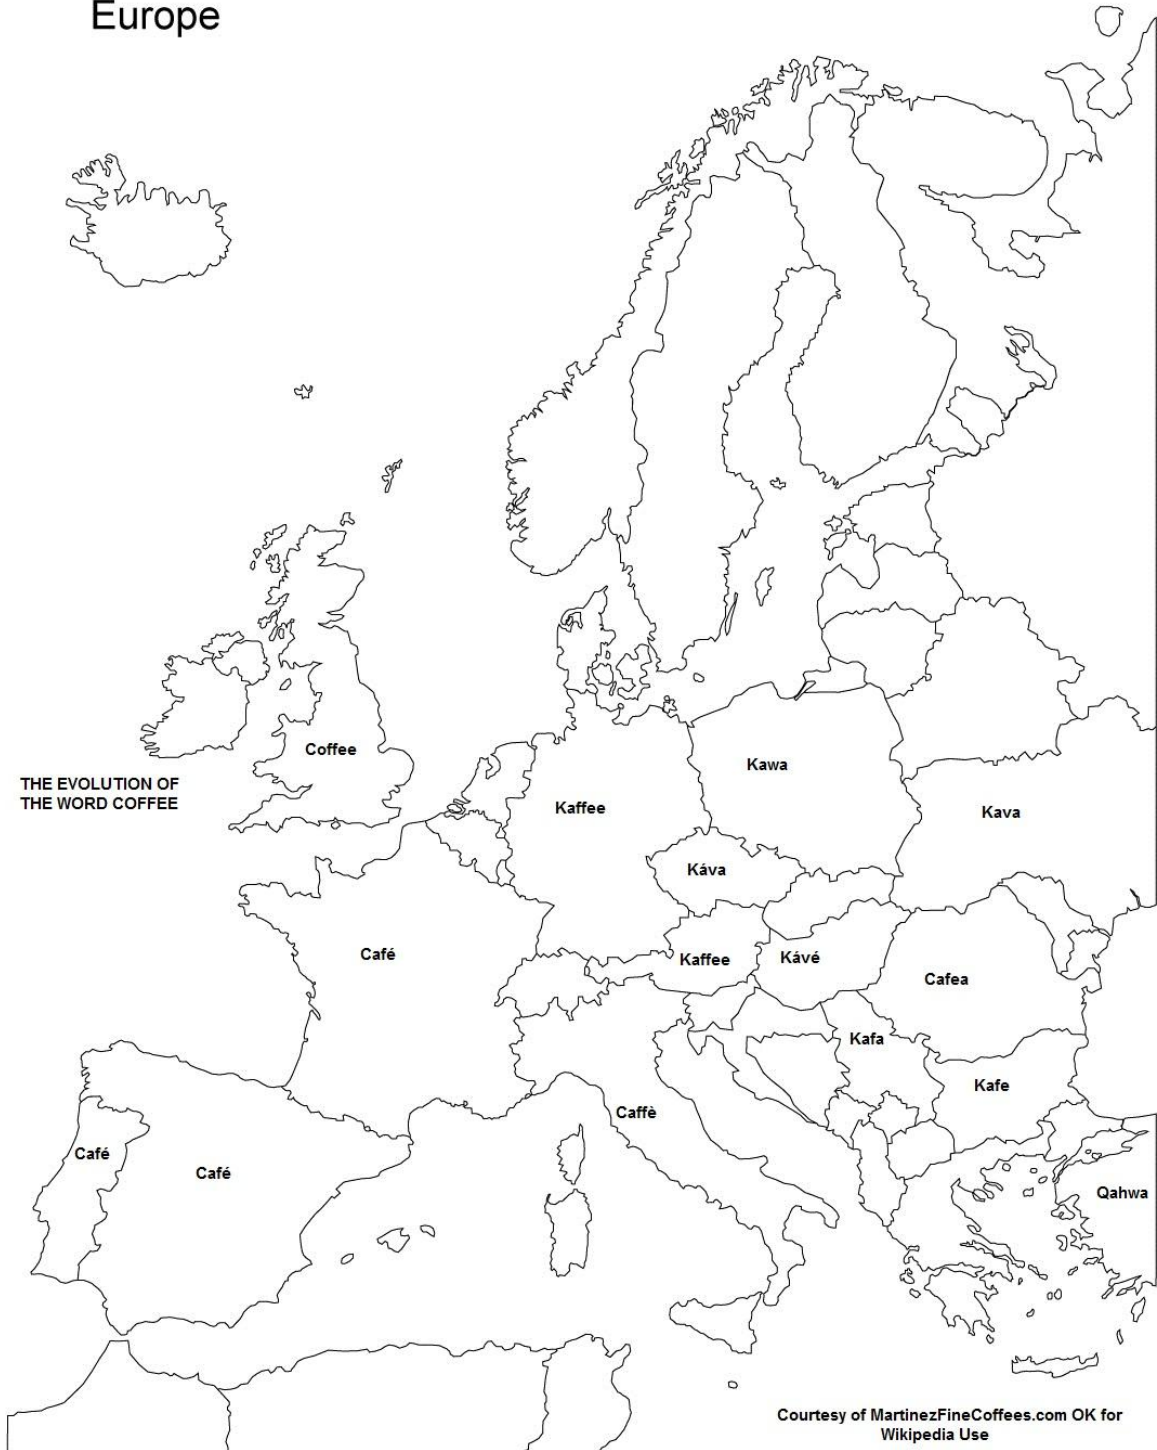 Europe
Coffee
THE EVOLUTION OF
THE WORD COFFEE
Kawa
Kaffee
Kava
Káva
Café
Kaffee
Kávé
Cafea
Kafa
Kafe
Caffè
Café
Café
Qahwa
Courtesy of MartinezFineCoffees.com OK for
Wikipedia Use